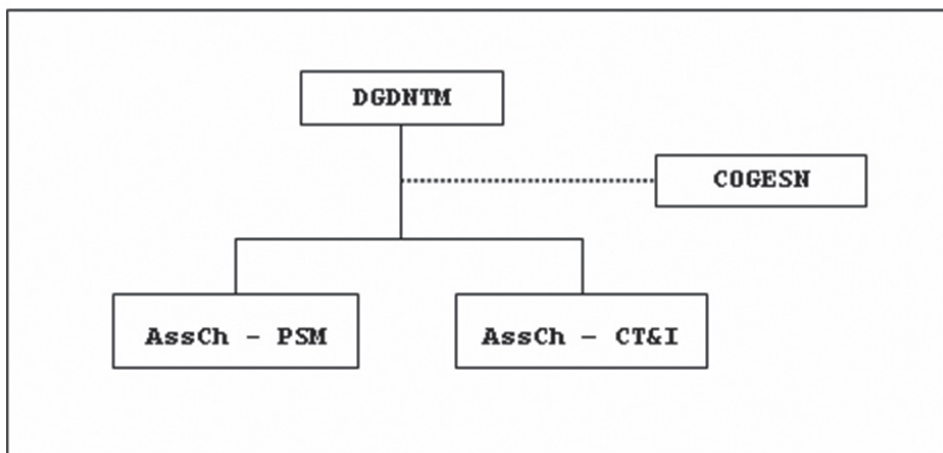 DGDNTM
COGESN
AssCh - PSM
AssCh - CT&I